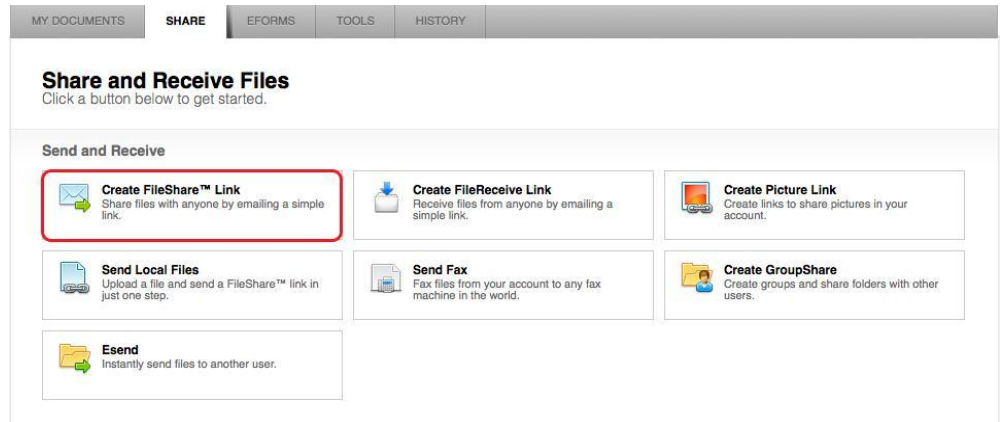 MY DOCUMENTS SHARE EFORMS TOOLS HISTORY
Share and Receive Files
Click a button below to get started.
Send and Receive
Create FileShare™ Link
Share files with anyone by emailing a simple
link.
Create FileReceive Link
Receive files from anyone by emailing a
simple link.
Create Picture Link
Create links to share pictures in your
account.
Send Local Files
Upload a file and send a FileShare™ link in
just one step.
Send Fax
Fax files from your account to any fax
machine in the world.
Create GroupShare
Create groups and share folders with other
users.
Esend
Instantly send files to another user.